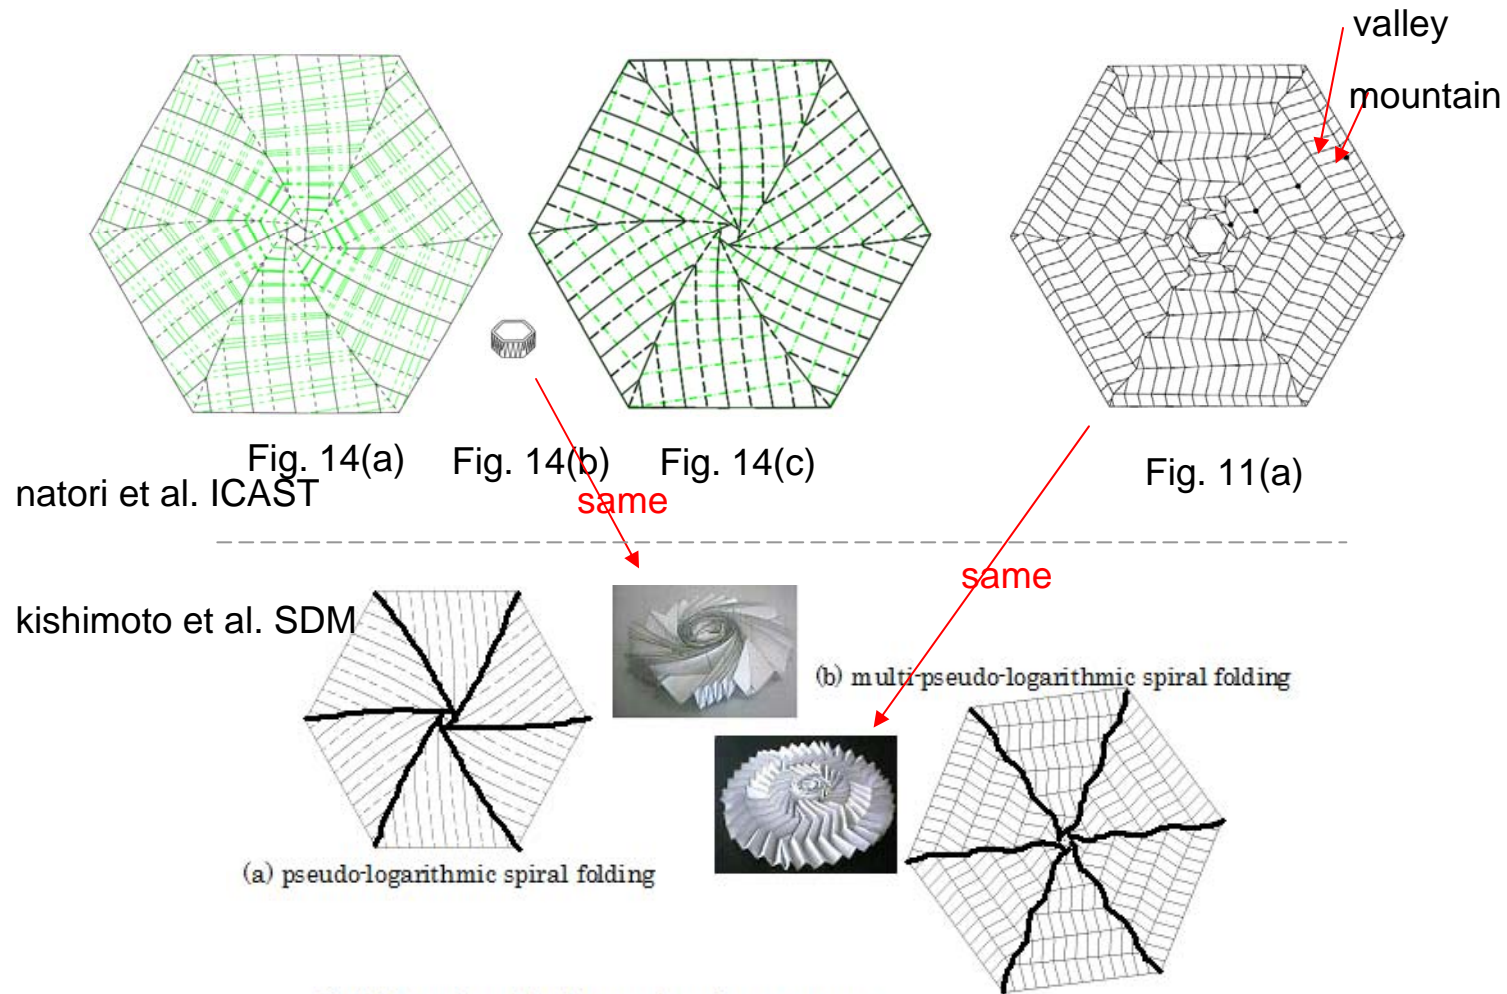 valley
mountain
Fig. 14(a)
Fig. 14(b)
Fig. 14(c)
Fig. 11(a)
natori et al. ICAST
same
same
kishimoto et al. SDM
(b) multi-pseudo-logarithmic spiral folding
(a) pseudo-logarithmic spiral folding